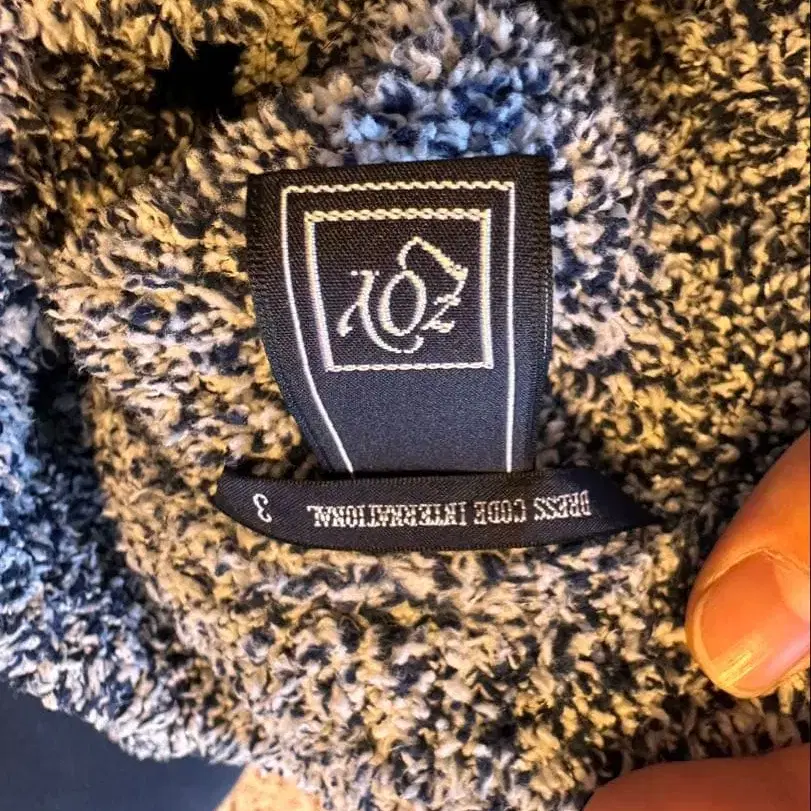 DRESS CODE INTERNATIONAL 3